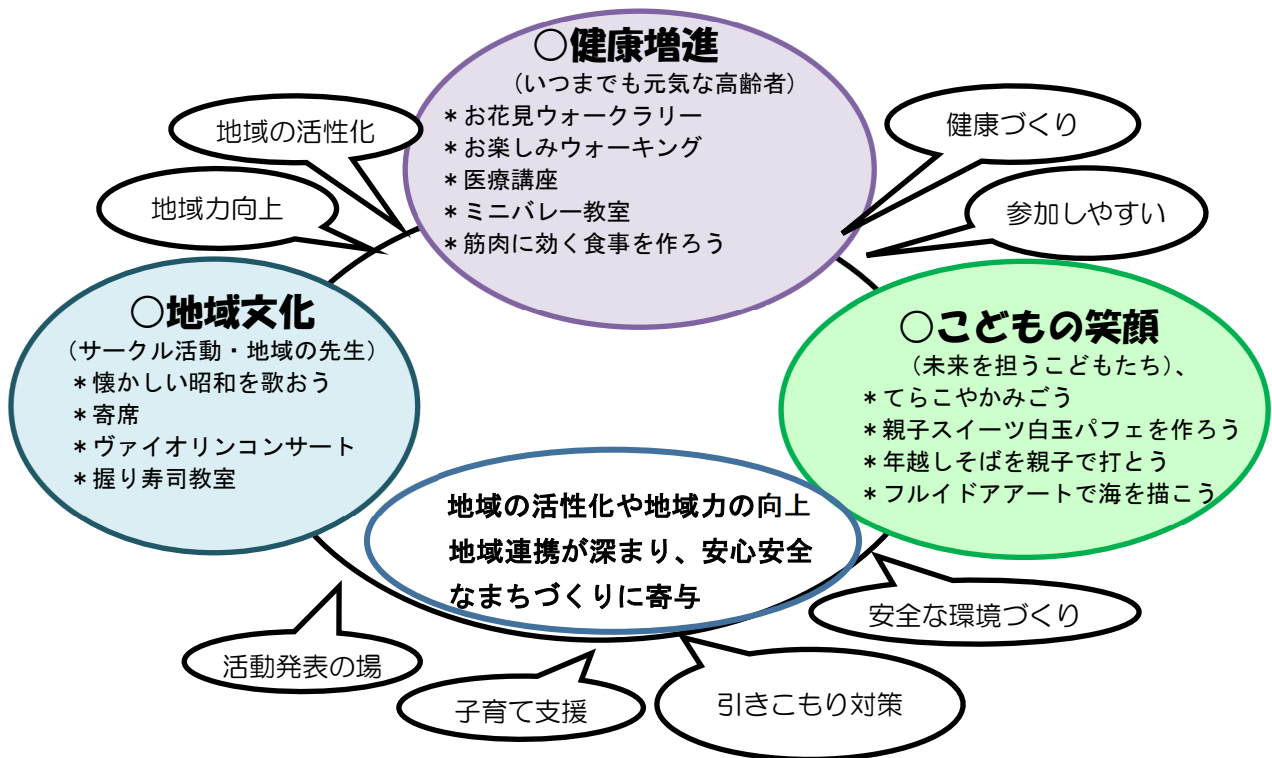 ○健康増進
(いつまでも元気な高齢者)
*お花見ウォークラリー
*お楽しみウォーキング
*医療講座
*ミニバレー教室
*筋肉に効く食事を作ろう
地域の活性化
地域力向上
健康づくり
参加しやすい
○地域文化
(サークル活動・地域の先生)
*懐かしい昭和を歌おう
*寄席
*ヴァイオリンコンサート
*握り寿司教室
○こどもの笑顔
(未来を担うこどもたち)、
*てらこやかみごう
*親子スイーツ白玉パフェを作ろう
*年越しそばを親子で打とう
*フルイドアアートで海を描こう
地域の活性化や地域力の向上
地域連携が深まり、安心安全
なまちづくりに寄与
活動発表の場
子育て支援
引きこもり対策
安全な環境づくり